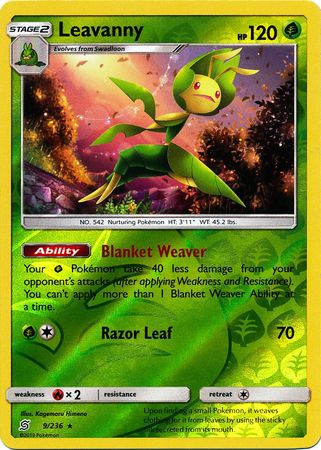 STAGE2 Leavanny HP 120
Evolves from Swadloon
NO. 542 Nurturing Pokémon HT: 3'11" WT: 45.2 lbs.
Ability Blanket Weaver
Your Pokémon take 40 less damage from your
opponent's attacks (after applying Weakness and Resistance).
You can't apply more than 1 Blanket Weaver Ability at
a time.
Razor Leaf 70
weakness ×2 resistance retreat
Illus. Kagemaru Himeno
9/236 ★
©2019 Pokémon
Upon finding a small Pokémon, it weaves
clothing for it from leaves by using the sticky
silk secreted from its mouth.